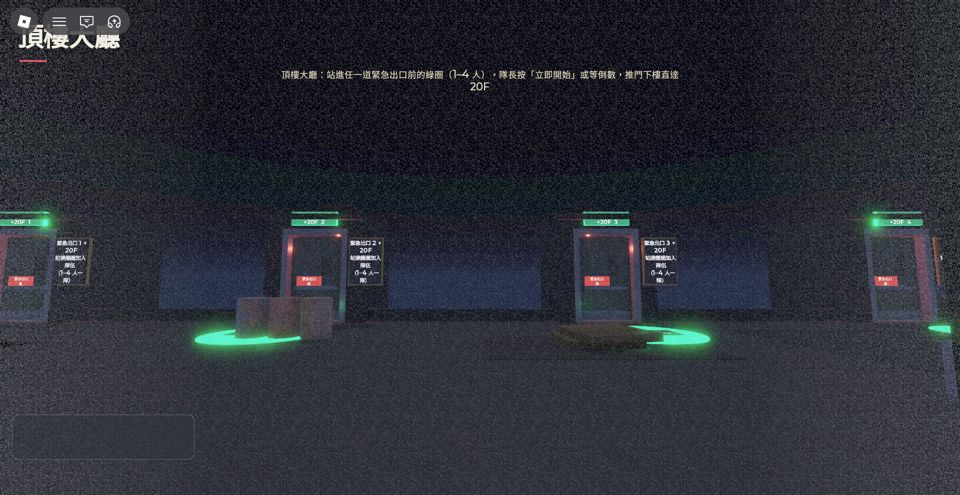 頂樓大廳
頂樓大廳：站進任一道緊急出口前的綠圈（1–4 人），隊長按「立即開始」或等倒數，推門下樓直達
20F
20F 1
20F 2
20F 3
20F 4
緊急出口 1
20F
站進綠圈加入
隊伍
（1–4 人一
隊）
緊急出口 2
20F
站進綠圈加入
隊伍
（1–4 人一
隊）
緊急出口 3
20F
站進綠圈加入
隊伍
（1–4 人一
隊）